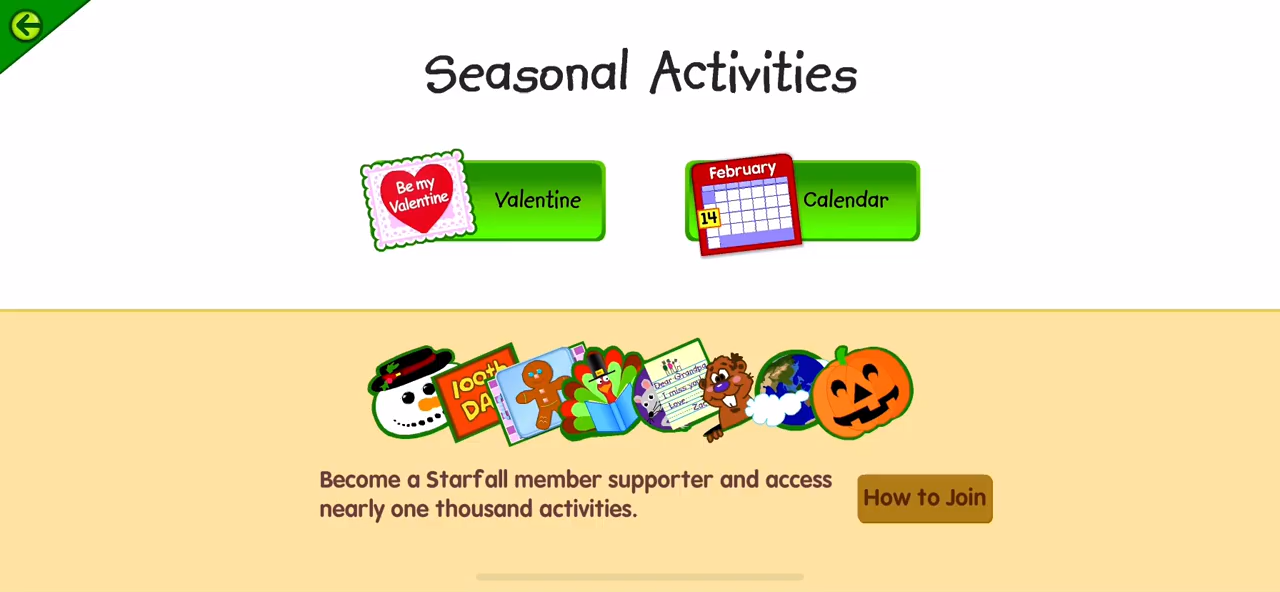 Seasonal Activities
Be my
Valentine
Valentine
February
14
Calendar
100th
DA
Dear Grandpa
I miss you
Love,
Zac
Become a Starfall member supporter and access
nearly one thousand activities.
How to Join